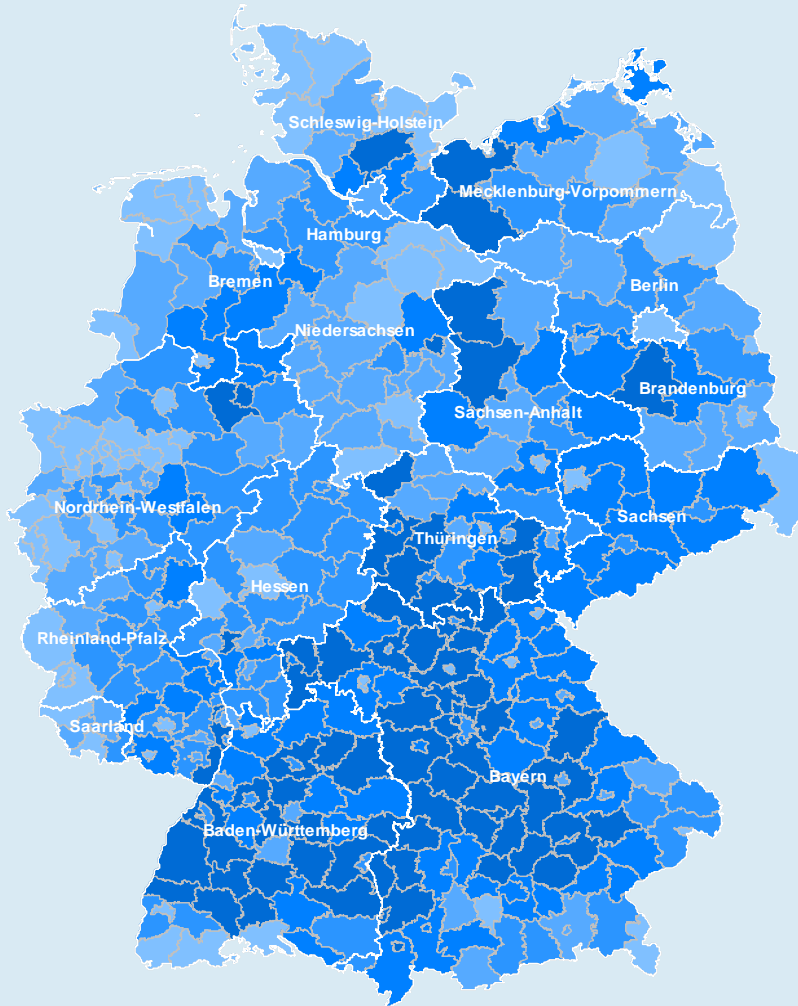 Schleswig-Holstein
Mecklenburg-Vorpommern
Hamburg
Bremen
Berlin
Niedersachsen
Brandenburg
Sachsen-Anhalt
Nordrhein-Westfalen
Sachsen
Thüringen
Hessen
Rheinland-Pfalz
Saarland
Bayern
Baden-Württemberg